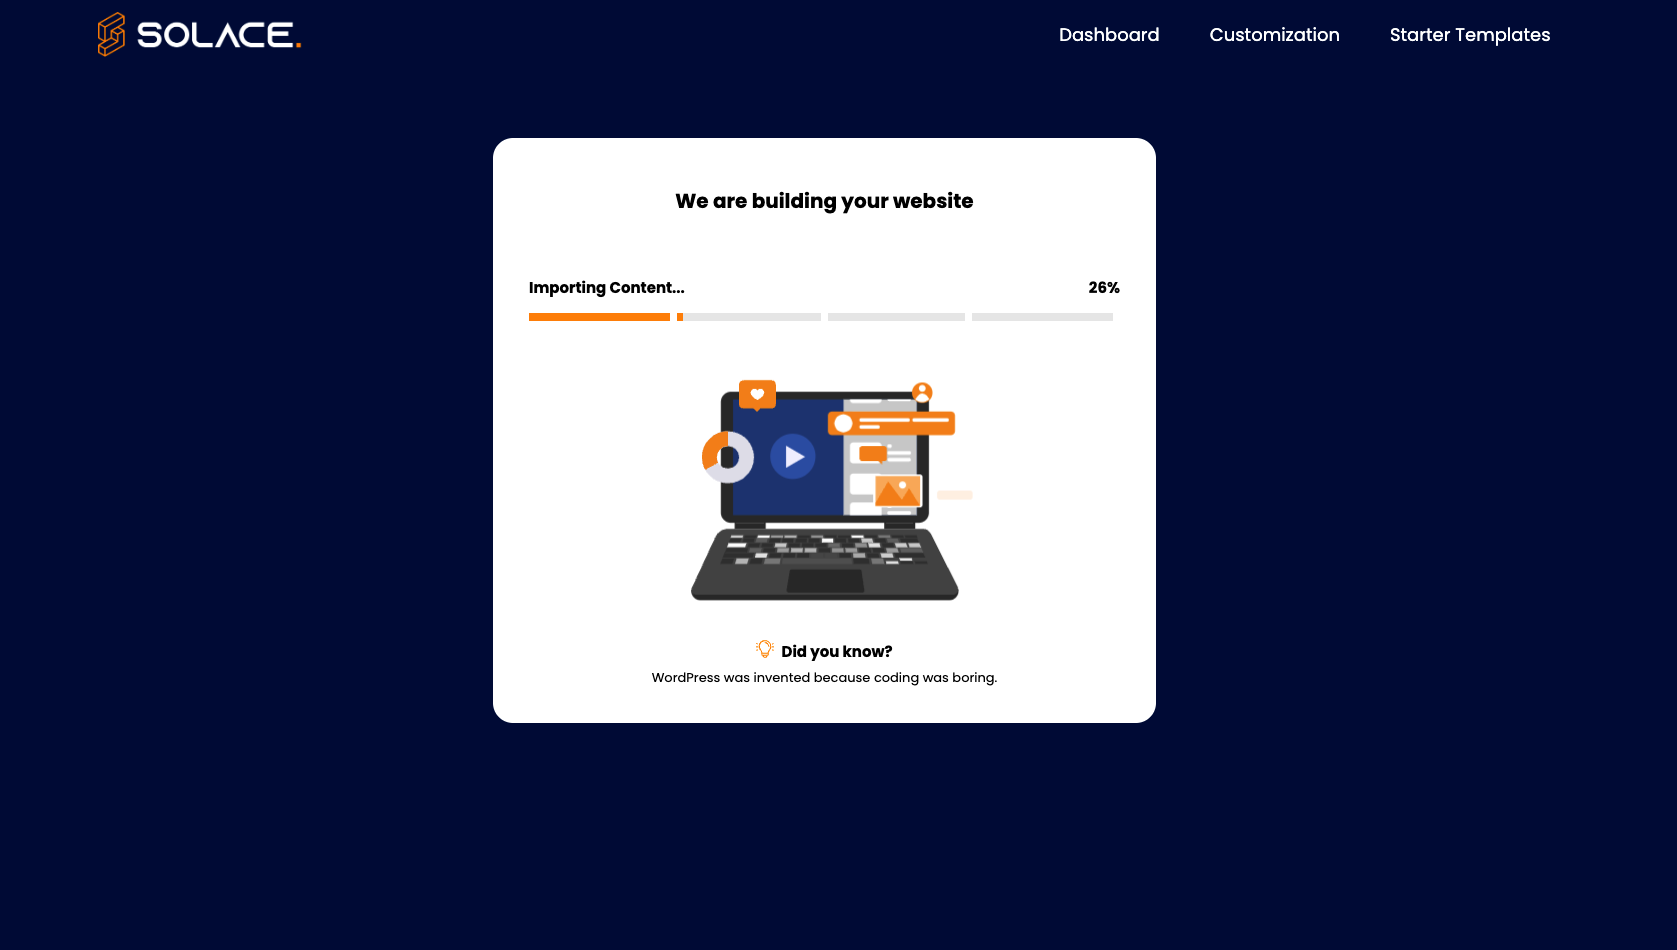 SOLACE.
Dashboard
Customization
Starter Templates
We are building your website
Importing Content...
26%
Did you know?
WordPress was invented because coding was boring.